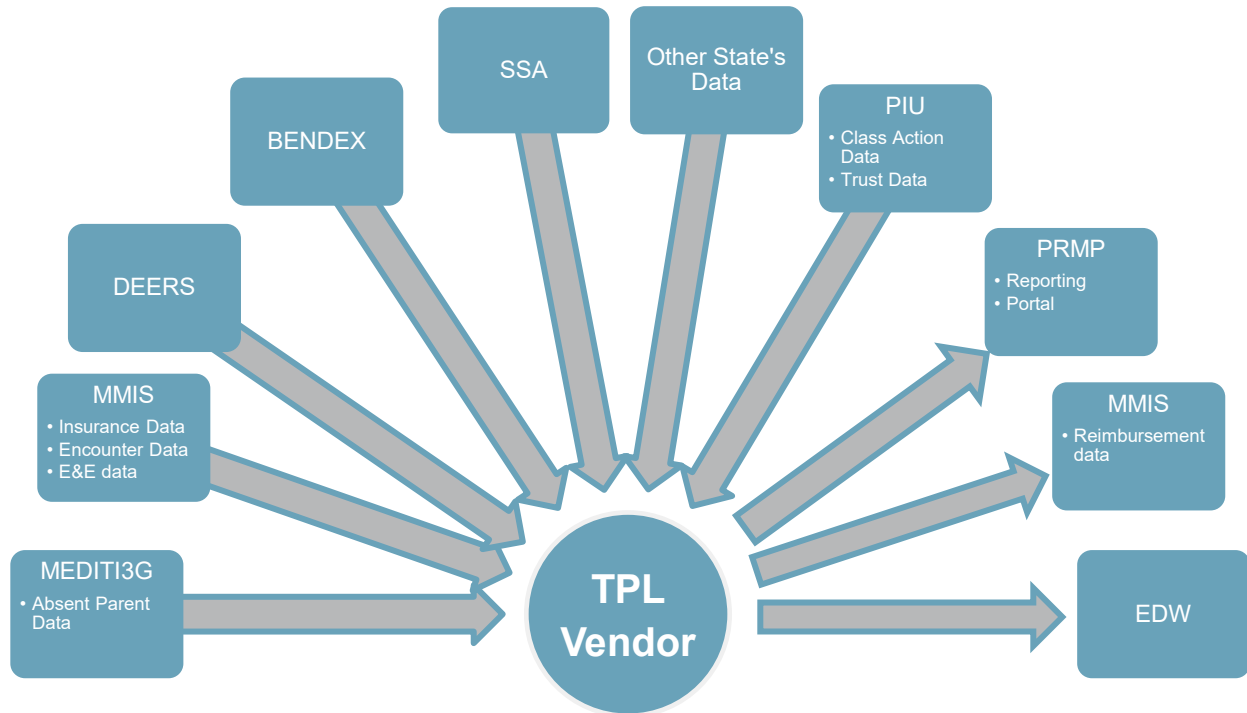 SSA
Other State's
Data
BENDEX
PIU
• Class Action
Data
• Trust Data
DEERS
PRMP
• Reporting
• Portal
MMIS
• Insurance Data
• Encounter Data
• E&E data
MMIS
• Reimbursement
data
MEDITI3G
• Absent Parent
Data
TPL
Vendor
EDW